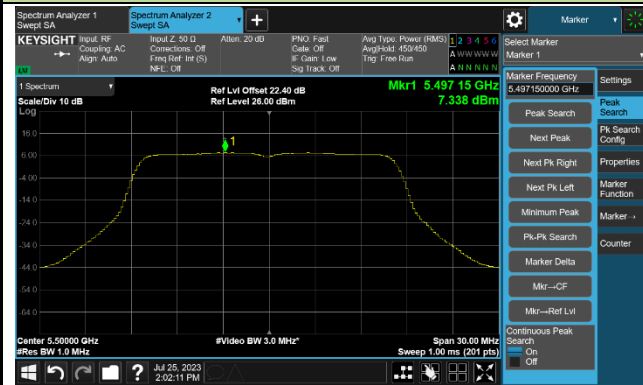 Spectrum Analyzer 1
Swept SA
Spectrum Analyzer 2
Swept SA
+
Marker
KEYSIGHT
Input: RF
Coupling: AC
Align: Auto
Input Z: 50 Ω
Corrections: Off
Freq Ref: Int (S)
NFE: Off
Atten: 20 dB
PNO: Fast
Gate: Off
IF Gain: Low
Sig Track: Off
Avg Type: Power (RMS)
Avg|Hold: 450/450
Trig: Free Run
1 2 3 4 5 6
A W W W W W
A N N N N N
LXI
Select Marker
Marker 1
1 Spectrum
Scale/Div 10 dB
Log
Ref Lvl Offset 22.40 dB
Ref Level 26.00 dBm
Mkr1 5.497 15 GHz
7.338 dBm
Marker Frequency
5.497150000 GHz
Settings
Peak Search
Peak
Search
Next Peak
Pk Search
Config
Next Pk Right
Properties
Next Pk Left
Marker
Function
Minimum Peak
Marker→
Pk-Pk Search
Counter
Marker Delta
Mkr→CF
Mkr→Ref Lvl
Continuous Peak
Search
On
Off
16.0
6.00
-4.00
-14.0
-24.0
-34.0
-44.0
-54.0
-64.0
1
Center 5.50000 GHz
#Res BW 1.0 MHz
#Video BW 3.0 MHz*
Span 30.00 MHz
Sweep 1.00 ms (201 pts)
?
Jul 25, 2023
2:02:11 PM